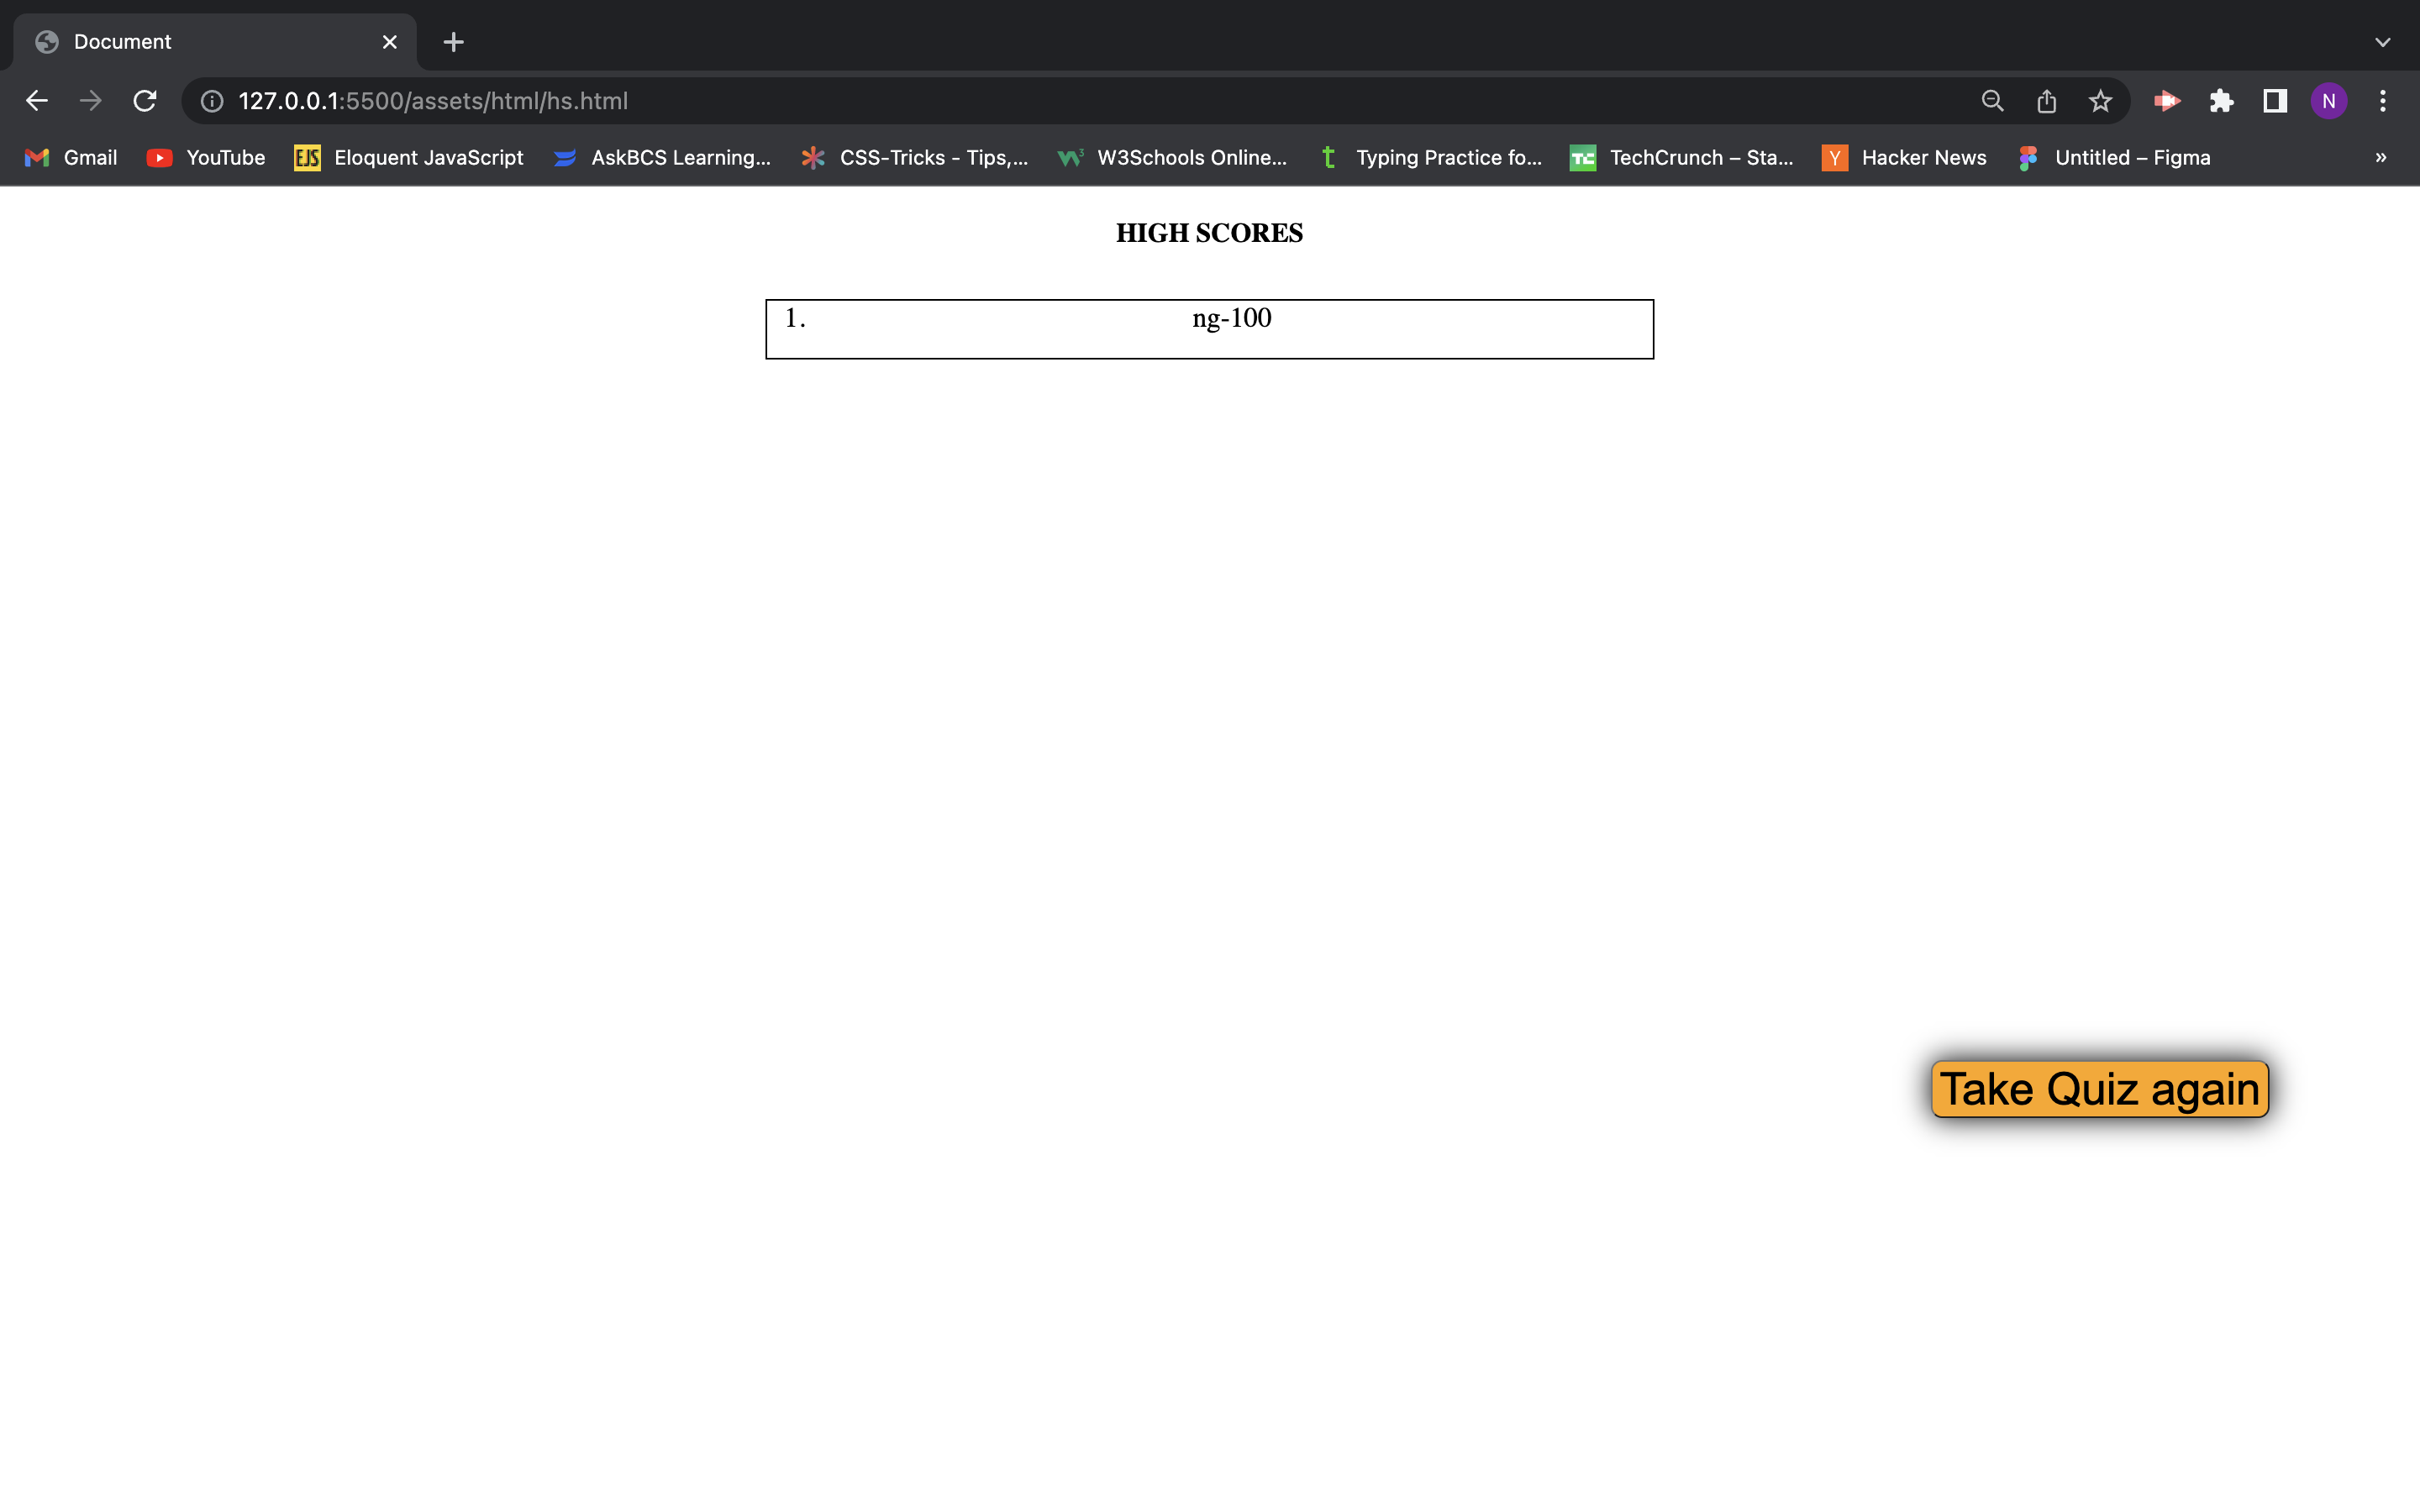 Document
127.0.0.1:5500/assets/html/hs.html
N
Gmail YouTube EJS Eloquent JavaScript AskBCS Learning... CSS-Tricks - Tips,... W3Schools Online... t Typing Practice fo... TC TechCrunch – Sta... Y Hacker News Untitled – Figma »
HIGH SCORES
1. ng-100
Take Quiz again